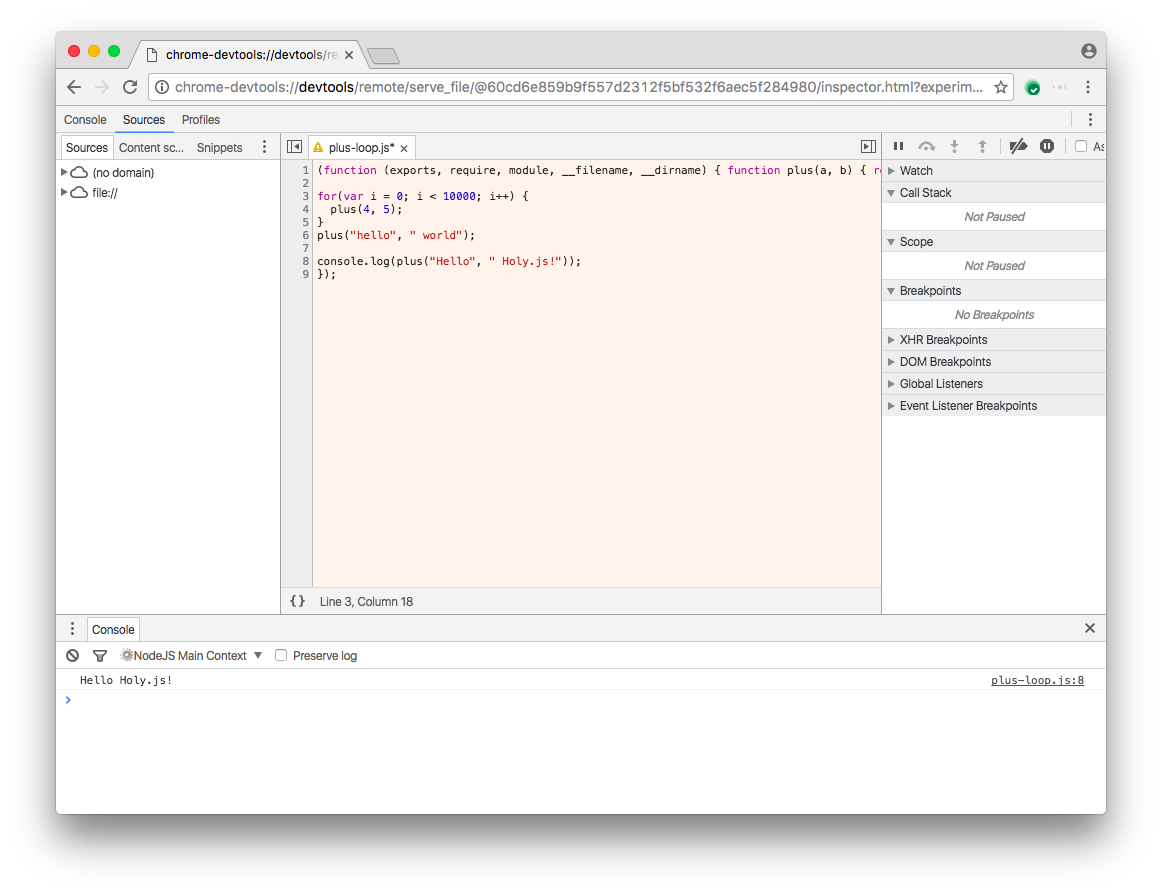 chrome-devtools://devtools/re
chrome-devtools://devtools/remote/serve_file/@60cd6e859b9f557d2312f5bf532f6aec5f284980/inspector.html?experim...
Console Sources Profiles
Sources Content sc... Snippets
plus-loop.js*
As
(no domain)
file://
1 (function (exports, require, module, __filename, __dirname) { function plus(a, b) { re
2
3 for(var i = 0; i < 10000; i++) {
4 plus(4, 5);
5 }
6 plus("hello", " world");
7
8 console.log(plus("Hello", " Holy.js!"));
9 });
{} Line 3, Column 18
Watch
Call Stack
Not Paused
Scope
Not Paused
Breakpoints
No Breakpoints
XHR Breakpoints
DOM Breakpoints
Global Listeners
Event Listener Breakpoints
Console
NodeJS Main Context Preserve log
Hello Holy.js! plus-loop.js:8